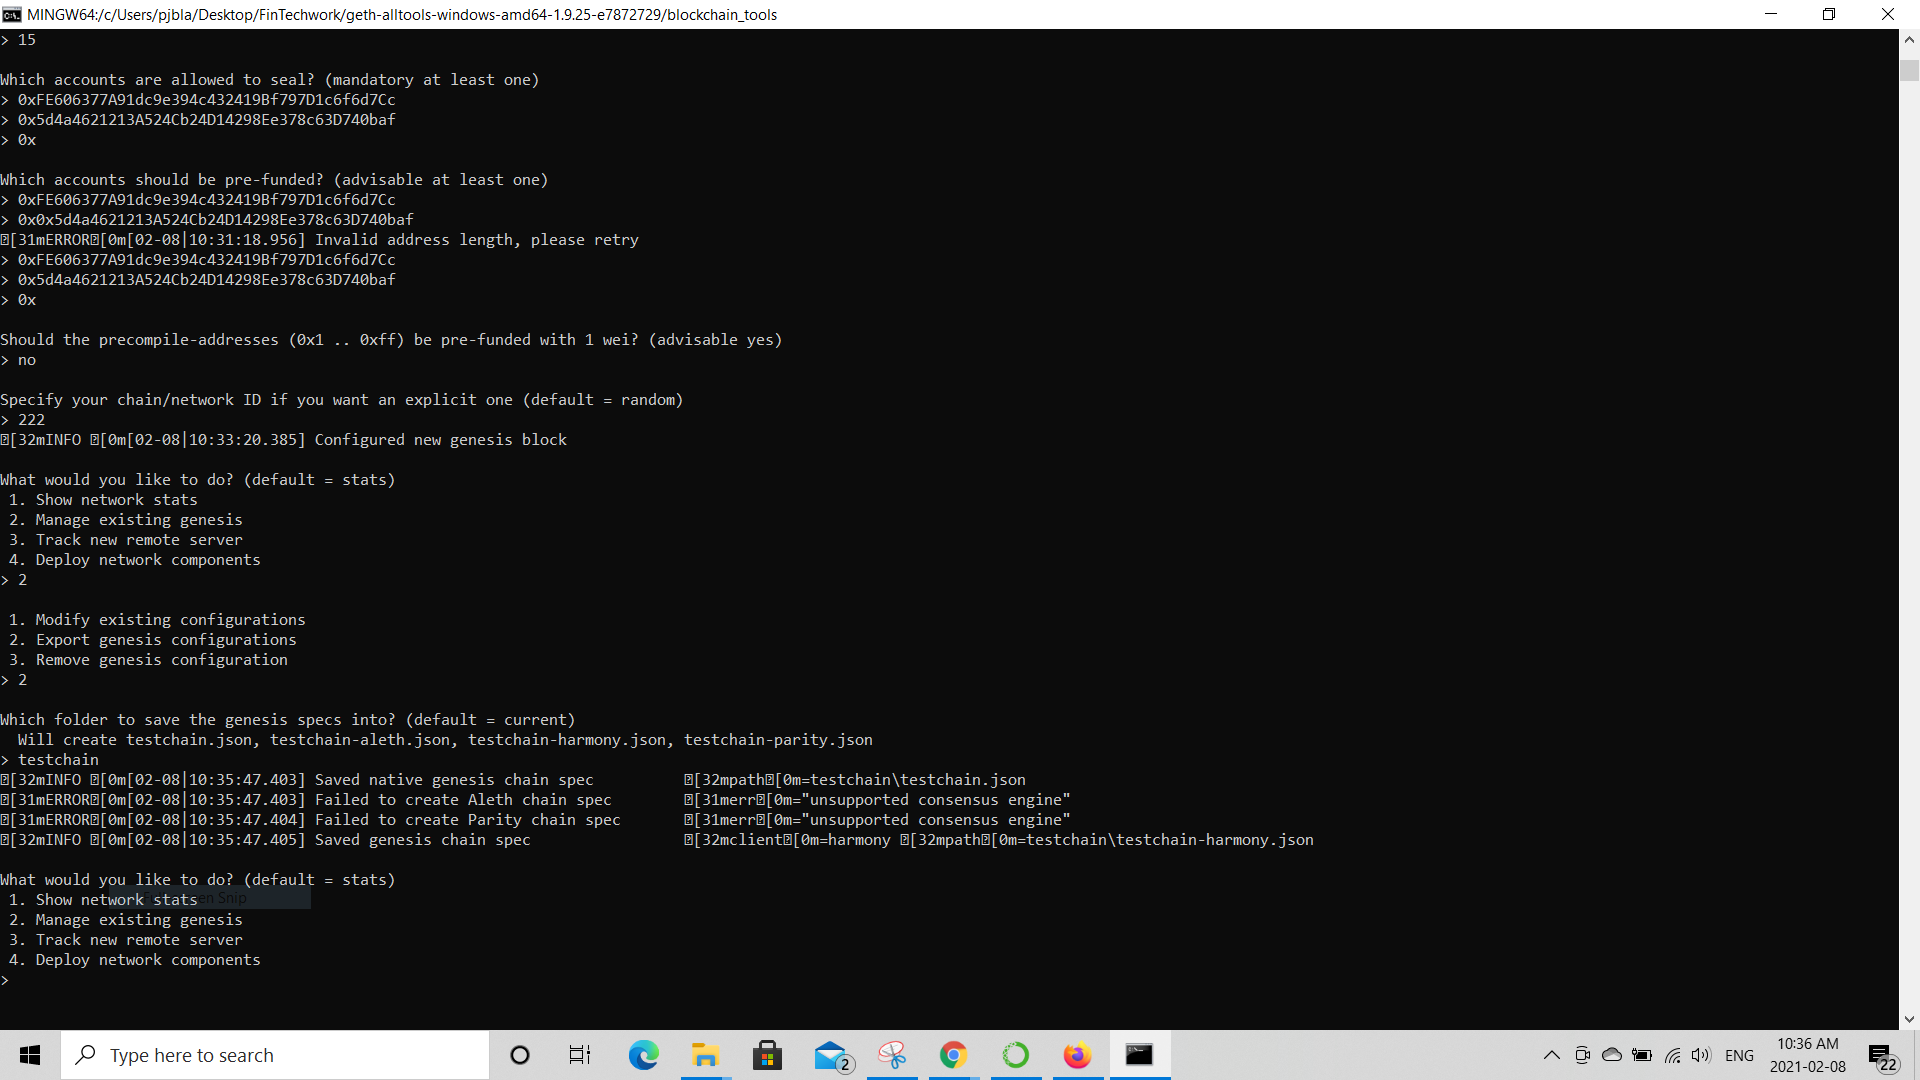 MINGW64:/c/Users/pjbla/Desktop/FinTechwork/geth-alltools-windows-amd64-1.9.25-e7872729/blockchain_tools
> 15
Which accounts are allowed to seal? (mandatory at least one)
> 0xFE606377A91dc9e394c432419Bf797D1c6f6d7Cc
> 0x5d4a4621213A524Cb24D14298Ee378c63D740baf
> 0x
Which accounts should be pre-funded? (advisable at least one)
> 0xFE606377A91dc9e394c432419Bf797D1c6f6d7Cc
> 0x0x5d4a4621213A524Cb24D14298Ee378c63D740baf
[31mERROR[0m[02-08|10:31:18.956] Invalid address length, please retry
> 0xFE606377A91dc9e394c432419Bf797D1c6f6d7Cc
> 0x5d4a4621213A524Cb24D14298Ee378c63D740baf
> 0x
Should the precompile-addresses (0x1 .. 0xff) be pre-funded with 1 wei? (advisable yes)
> no
Specify your chain/network ID if you want an explicit one (default = random)
> 222
[32mINFO [0m[02-08|10:33:20.385] Configured new genesis block
What would you like to do? (default = stats)
1. Show network stats
2. Manage existing genesis
3. Track new remote server
4. Deploy network components
> 2
1. Modify existing configurations
2. Export genesis configurations
3. Remove genesis configuration
> 2
Which folder to save the genesis specs into? (default = current)
Will create testchain.json, testchain-aleth.json, testchain-harmony.json, testchain-parity.json
> testchain
[32mINFO [0m[02-08|10:35:47.403] Saved native genesis chain spec [32mpath[0m=testchain\testchain.json
[31mERROR[0m[02-08|10:35:47.403] Failed to create Aleth chain spec [31merr[0m="unsupported consensus engine"
[31mERROR[0m[02-08|10:35:47.404] Failed to create Parity chain spec [31merr[0m="unsupported consensus engine"
[32mINFO [0m[02-08|10:35:47.405] Saved genesis chain spec [32mclient[0m=harmony [32mpath[0m=testchain\testchain-harmony.json
What would you like to do? (default = stats)
1. Show network stats
2. Manage existing genesis
3. Track new remote server
4. Deploy network components
>
Type here to search
2
ENG
10:36 AM
2021-02-08
22